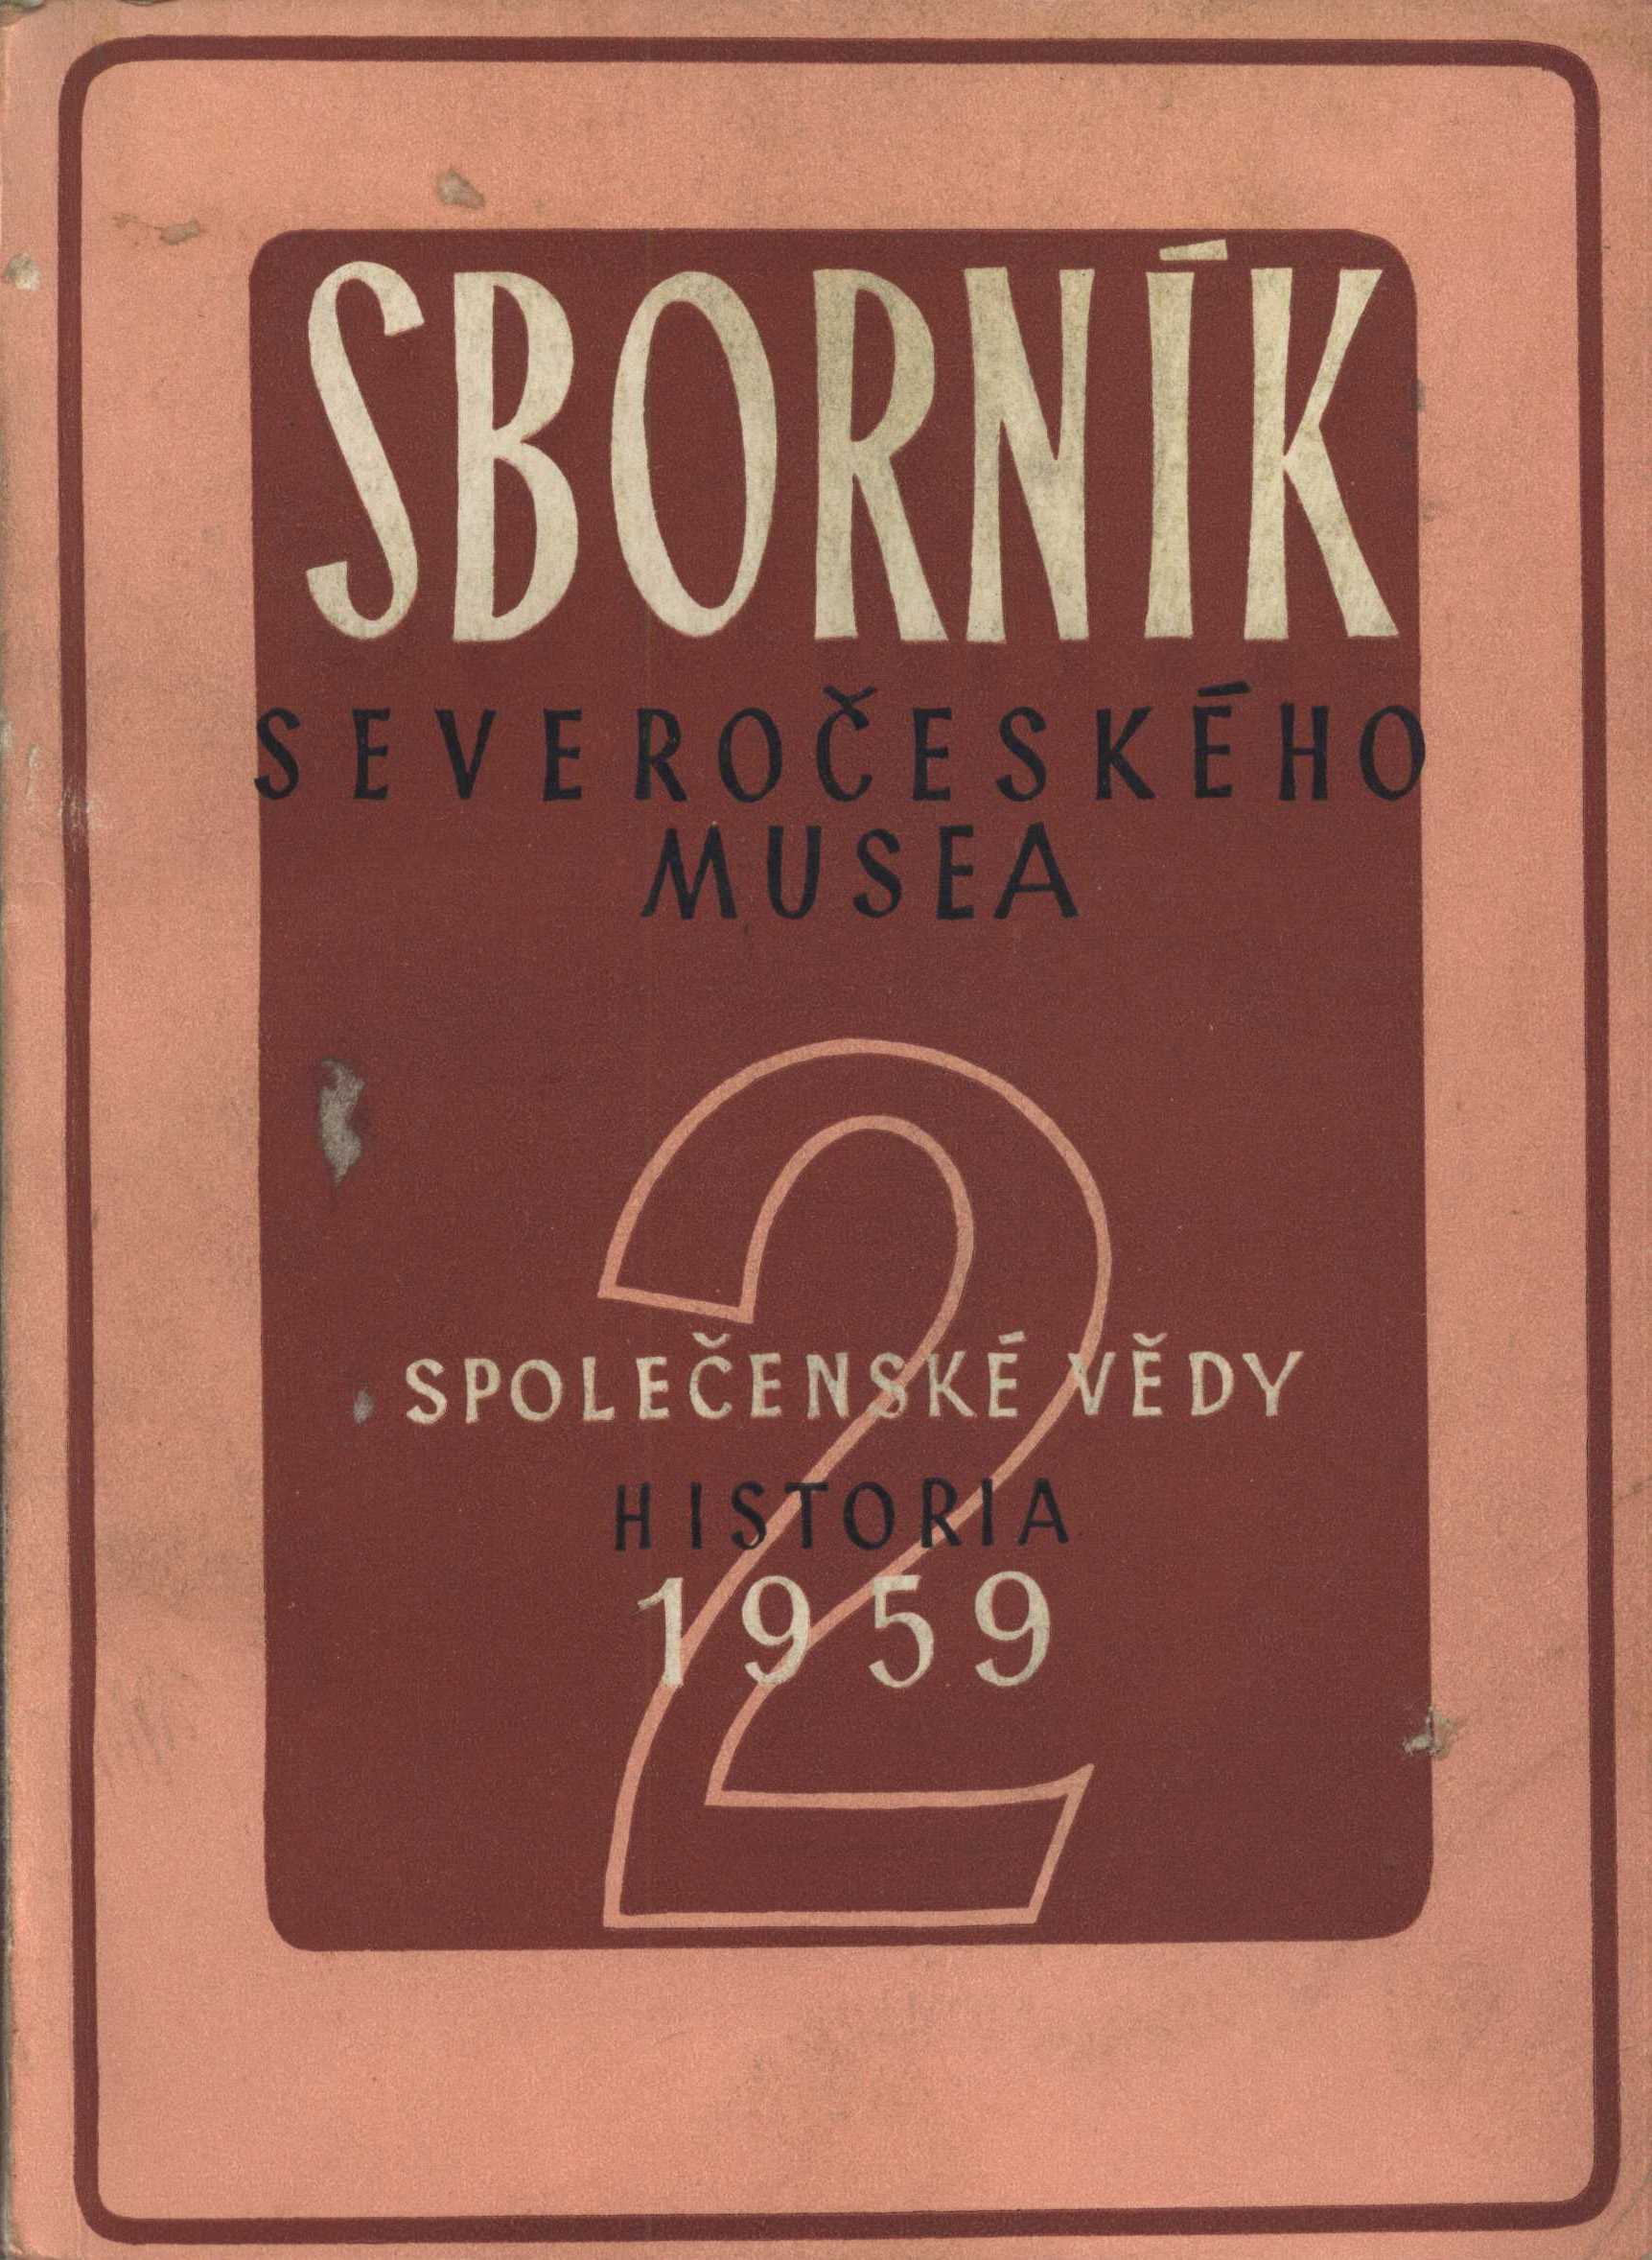 SBORNÍK
SEVEROČESKÉHO
MUSEA
2
SPOLEČENSKÉ VĚDY
HISTORIA
1959